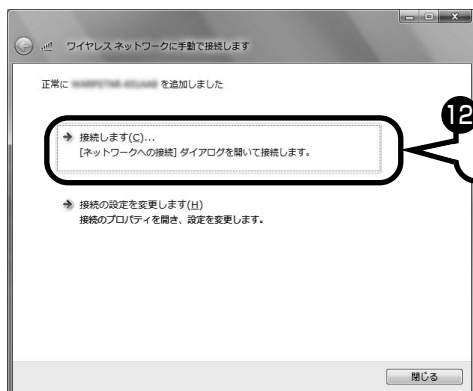 ワイヤレス ネットワークに手動で接続します
正常に を追加しました
接続します(C)...
[ネットワークへの接続] ダイアログを開いて接続します。
12
接続の設定を変更します(H)
接続のプロパティを開き、設定を変更します。
閉じる